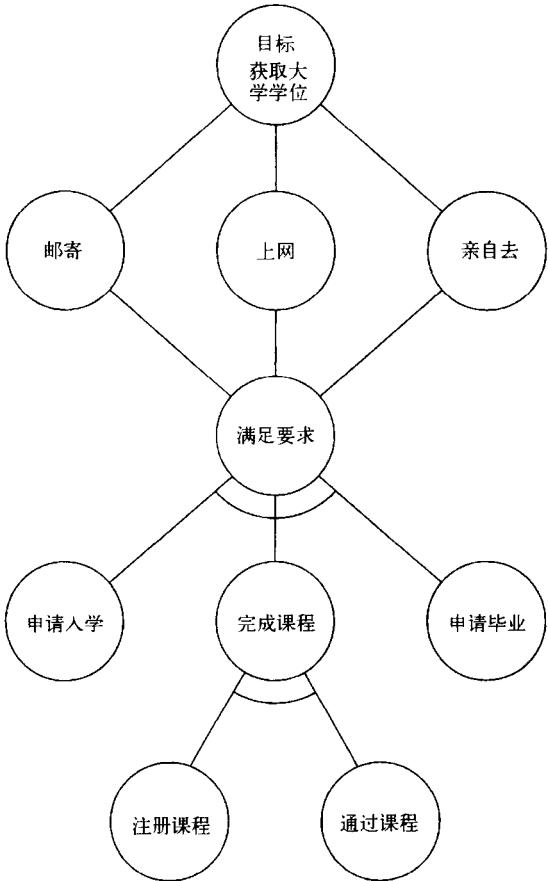 目标
获取大
学学位
邮寄
上网
亲自去
满足要求
申请入学
完成课程
申请毕业
注册课程
通过课程